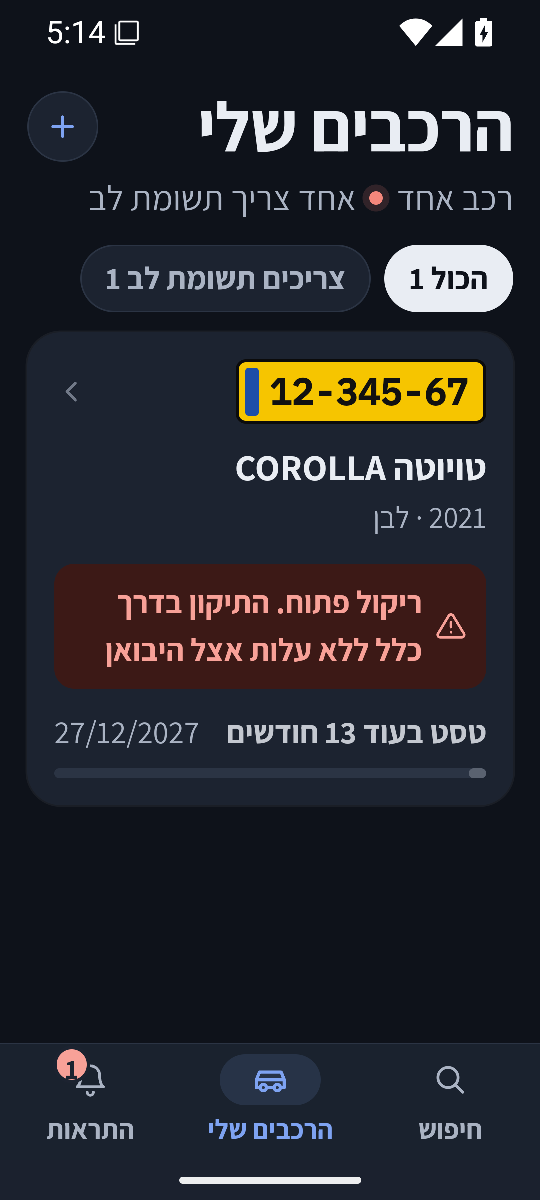 5:14
הרכבים שלי
רכב אחד • אחד צריך תשומת לב
הכול 1
צריכים תשומת לב 1
12-345-67
טויוטה COROLLA
2021 · לבן
ריקול פתוח. התיקון בדרך
כלל ללא עלות אצל היבואן
טסט בעוד 13 חודשים
27/12/2027
חיפוש
הרכבים שלי
1
התראות